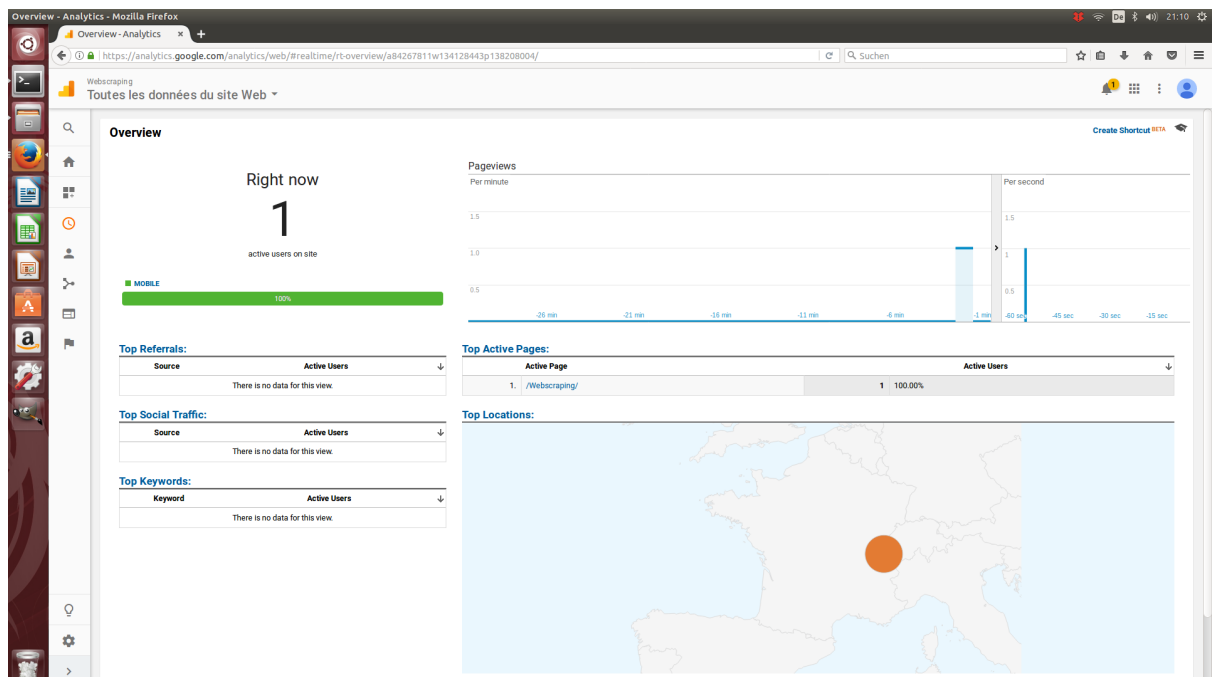 Overview - Analytics - Mozilla Firefox
De 21:10
Overview - Analytics × +
https://analytics.google.com/analytics/web/#realtime/rt-overview/a84267811w134128443p138208004/
Suchen
Webscraping
Toutes les données du site Web
1
Overview
Create Shortcut BETA
Right now
1
active users on site
MOBILE
100%
Pageviews
Per minute
Per second
1.5
1.0
0.5
-26 min -21 min -16 min -11 min -6 min -1 min
1.5
1
0.5
-60 sec -45 sec -30 sec -15 sec
Top Referrals:
Source Active Users
There is no data for this view.
Top Active Pages:
Active Page Active Users
1. /Webscraping/ 1 100.00%
Top Social Traffic:
Source Active Users
There is no data for this view.
Top Locations:
Top Keywords:
Keyword Active Users
There is no data for this view.